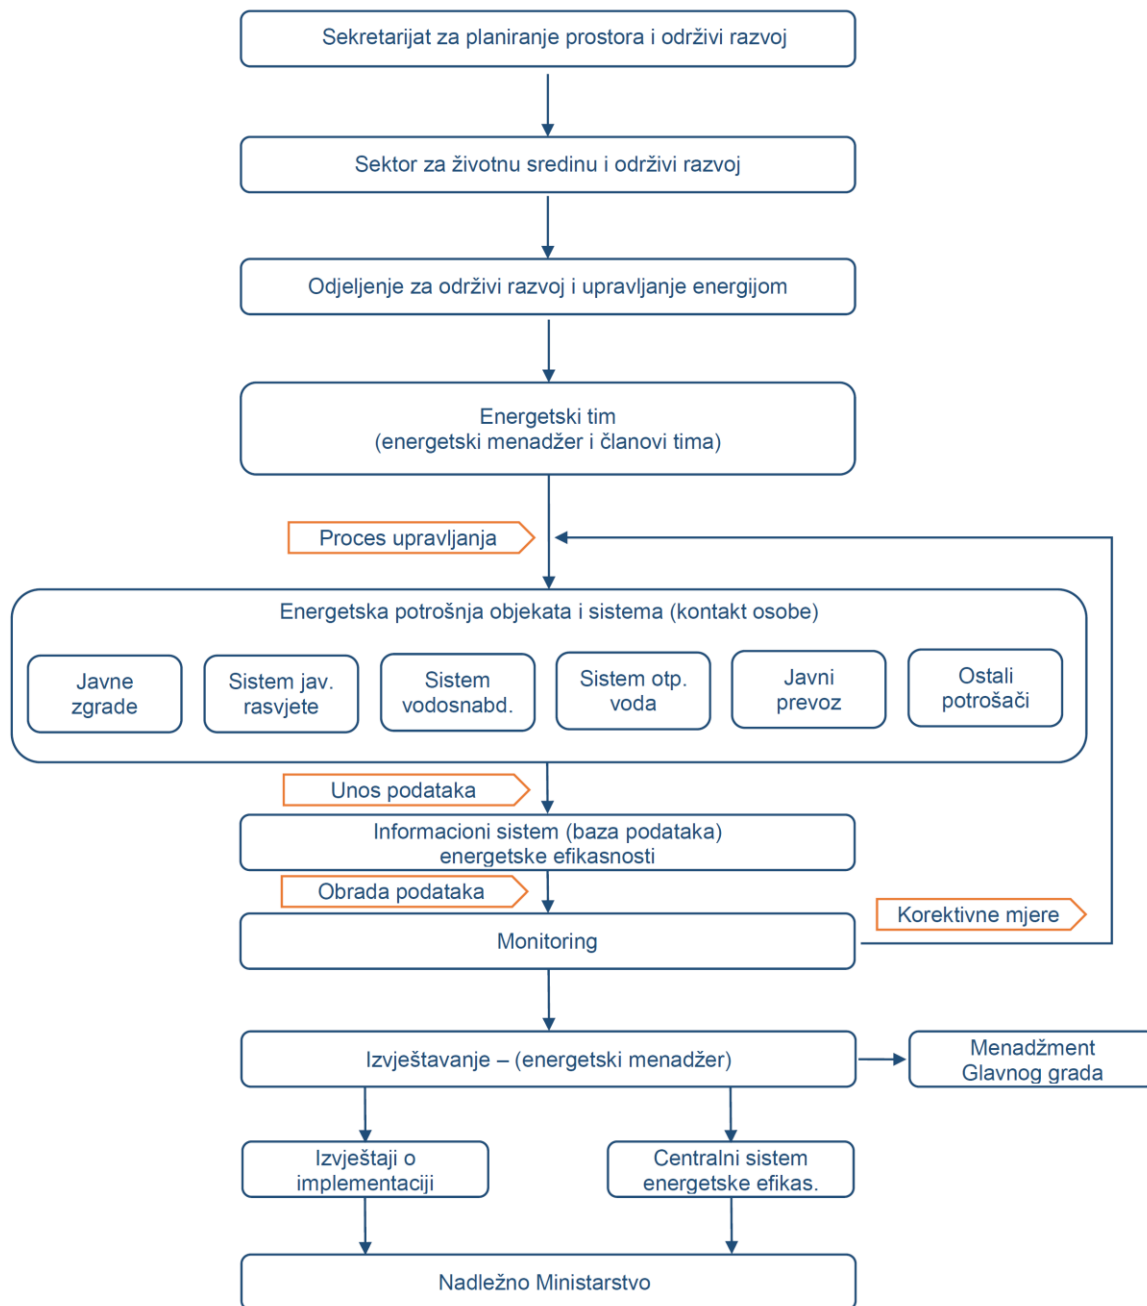 Sekretarijat za planiranje prostora i održivi razvoj
Sektor za životnu sredinu i održivi razvoj
Odjeljenje za održivi razvoj i upravljanje energijom
Energetski tim
(energetski menadžer i članovi tima)
Proces upravljanja
Energetska potrošnja objekata i sistema (kontakt osobe)
Javne
zgrade
Sistem jav.
rasvjete
Sistem
vodosnabd.
Sistem otp.
voda
Javni
prevoz
Ostali
potrošači
Unos podataka
Informacioni sistem (baza podataka)
energetske efikasnosti
Obrada podataka
Korektivne mjere
Monitoring
Izvještavanje – (energetski menadžer)
Menadžment
Glavnog grada
Izvještaji o
implementaciji
Centralni sistem
energetske efikas.
Nadležno Ministarstvo